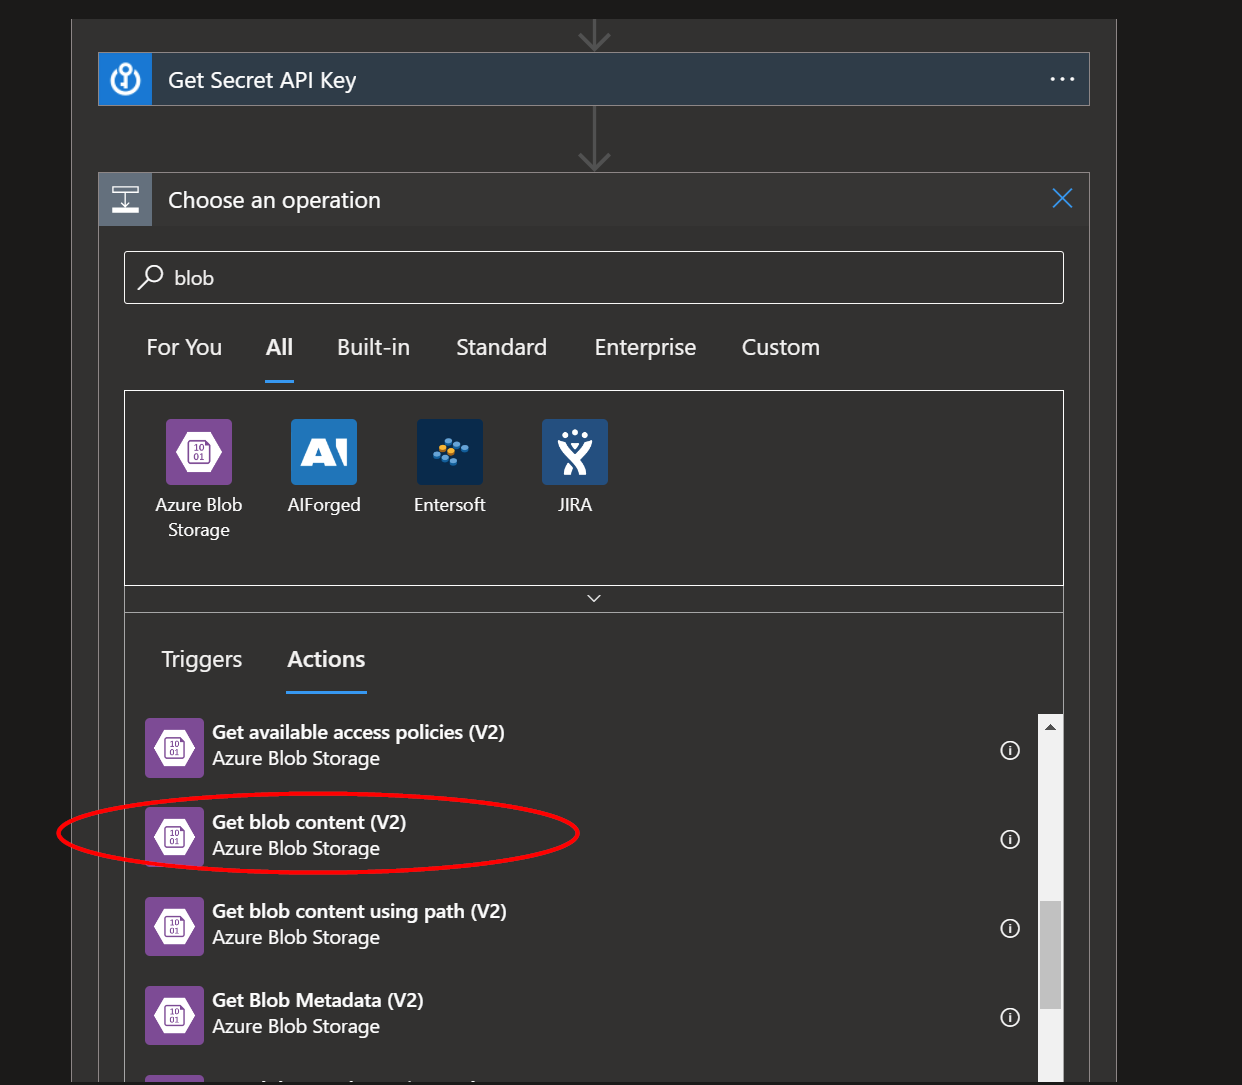 Get Secret API Key
Choose an operation
blob
For You All Built-in Standard Enterprise Custom
Azure Blob Storage
AIForged
Entersoft
JIRA
Triggers Actions
Get available access policies (V2)
Azure Blob Storage
Get blob content (V2)
Azure Blob Storage
Get blob content using path (V2)
Azure Blob Storage
Get Blob Metadata (V2)
Azure Blob Storage